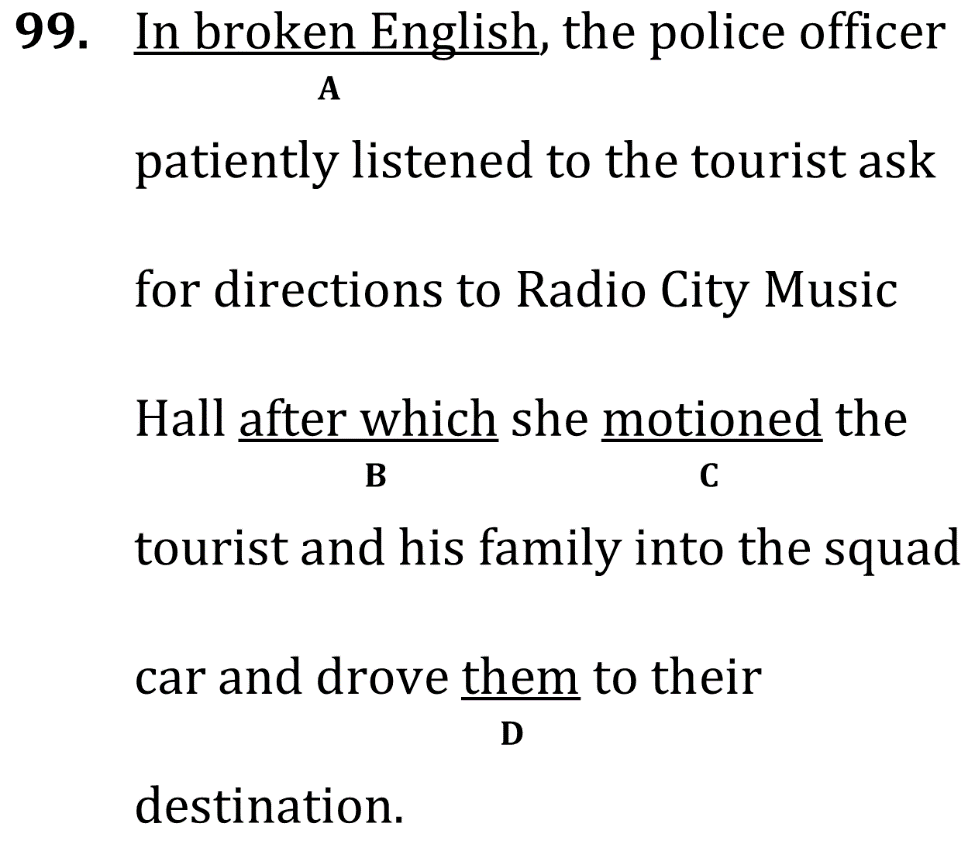 99. In broken English, the police officer
A
patiently listened to the tourist ask
for directions to Radio City Music
Hall after which she motioned the
B C
tourist and his family into the squad
car and drove them to their
D
destination.